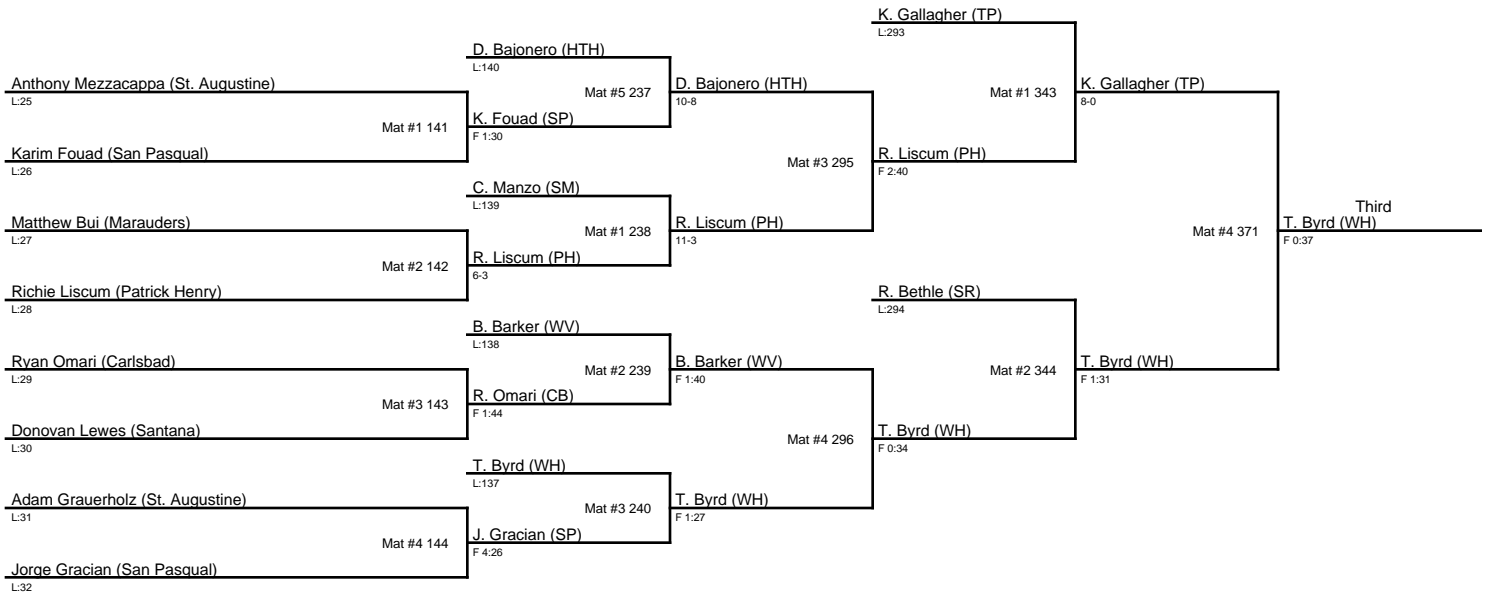 K. Gallagher (TP)
L:293
D. Bajonero (HTH)
L:140
Anthony Mezzacappa (St. Augustine)
L:25
Mat #5 237
D. Bajonero (HTH)
10-8
Mat #1 343
K. Gallagher (TP)
8-0
Mat #1 141
K. Fouad (SP)
F 1:30
Karim Fouad (San Pasqual)
L:26
Mat #3 295
R. Liscum (PH)
F 2:40
C. Manzo (SM)
L:139
Matthew Bui (Marauders)
L:27
Mat #1 238
R. Liscum (PH)
11-3
Mat #4 371
Third
T. Byrd (WH)
F 0:37
Mat #2 142
R. Liscum (PH)
6-3
Richie Liscum (Patrick Henry)
L:28
R. Bethle (SR)
L:294
B. Barker (WV)
L:138
Ryan Omari (Carlsbad)
L:29
Mat #2 239
B. Barker (WV)
F 1:40
Mat #2 344
T. Byrd (WH)
F 1:31
Mat #3 143
R. Omari (CB)
F 1:44
Donovan Lewes (Santana)
L:30
Mat #4 296
T. Byrd (WH)
F 0:34
T. Byrd (WH)
L:137
Adam Grauerholz (St. Augustine)
L:31
Mat #3 240
T. Byrd (WH)
F 1:27
Mat #4 144
J. Gracian (SP)
F 4:26
Jorge Gracian (San Pasqual)
L:32